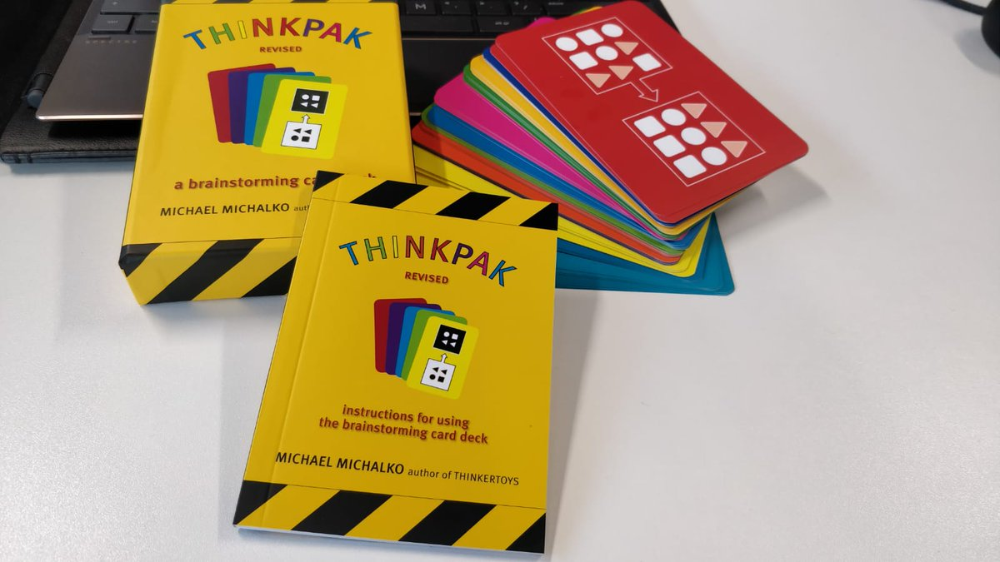 SPECTRE
M
THINKPAK
REVISED
a brainstorming
MICHAEL MICHALKO
THINKPAK
REVISED
instructions for using
the brainstorming card deck
MICHAEL MICHALKO author of THINKERTOYS